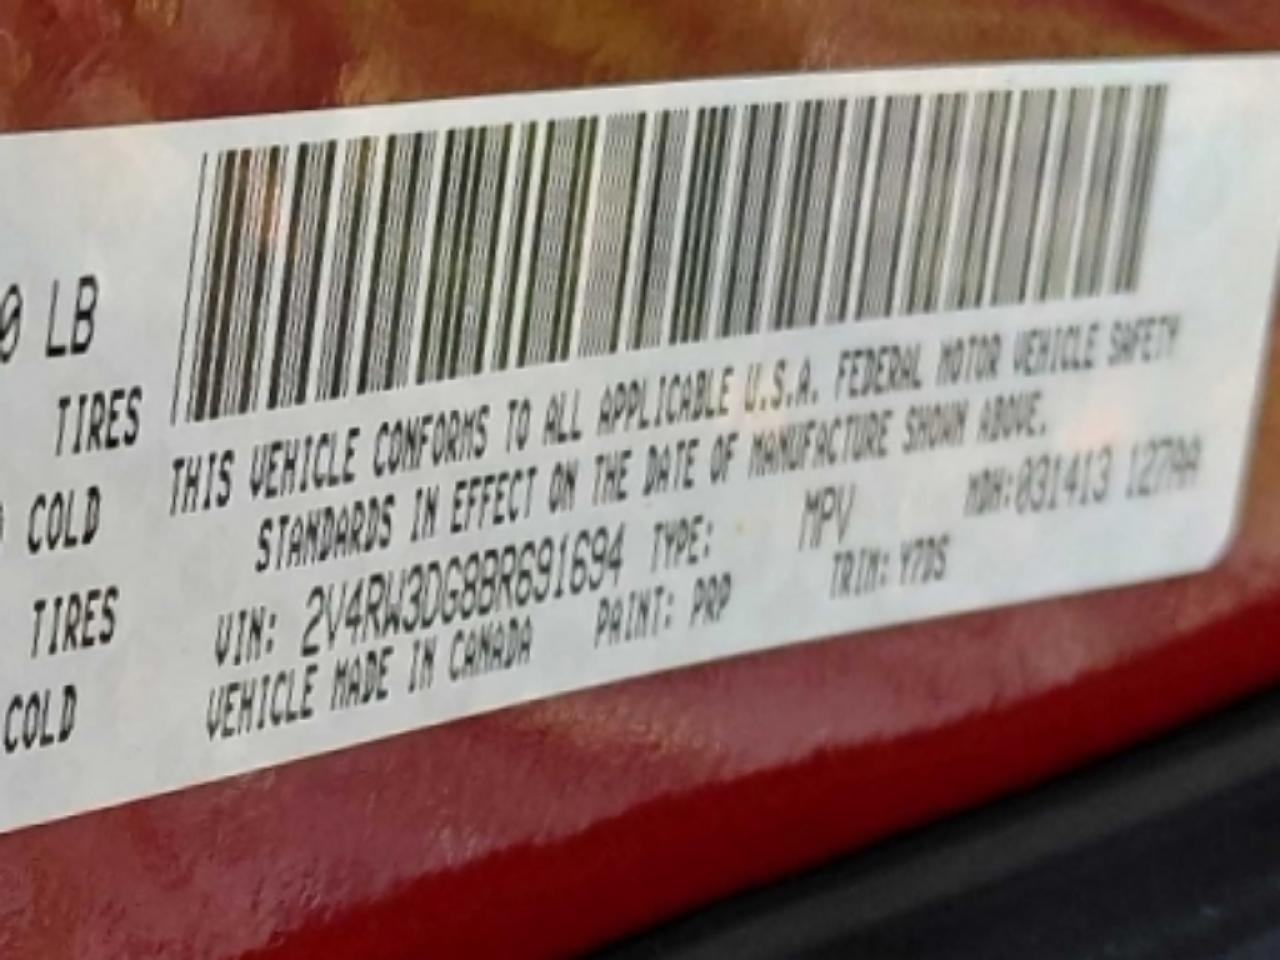 0 LB
TIRES
COLD
TIRES
COLD
THIS VEHICLE CONFORMS TO ALL APPLICABLE U.S.A. FEDERAL MOTOR VEHICLE SAFETY
STANDARDS IN EFFECT ON THE DATE OF MANUFACTURE SHOWN ABOVE.
VIN: 2V4RW3DG8BR691694 TYPE: MPV MDH:031413 127AA
VEHICLE MADE IN CANADA PAINT: PRP TRIM: Y7DS